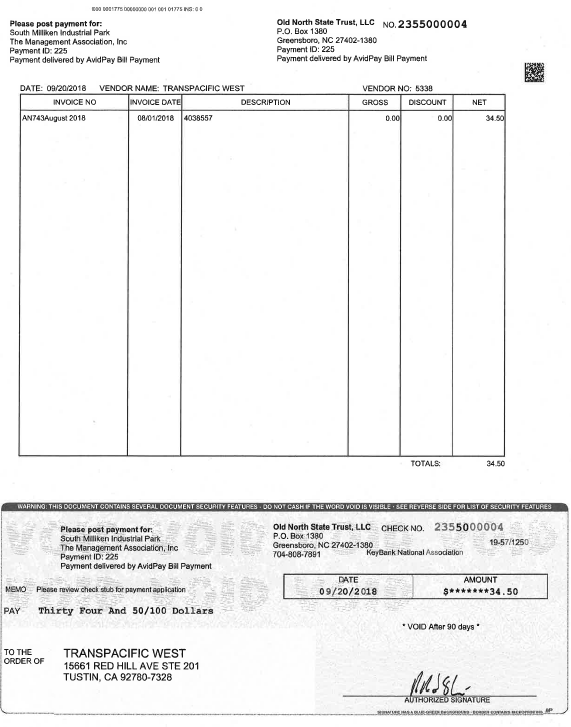 000 0001775 00000000 001 001 01775 INS: 0 0
Please post payment for:
South Milliken Industrial Park
The Management Association, Inc
Payment ID: 225
Payment delivered by AvidPay Bill Payment
Old North State Trust, LLC NO. 2355000004
P.O. Box 1380
Greensboro, NC 27402-1380
Payment ID: 225
Payment delivered by AvidPay Bill Payment
DATE: 09/20/2018 VENDOR NAME: TRANSPACIFIC WEST VENDOR NO: 5338
INVOICE NO INVOICE DATE DESCRIPTION GROSS DISCOUNT NET
AN743August 2018 08/01/2018 4038557 0.00 0.00 34.50
TOTALS: 34.50
WARNING: THIS DOCUMENT CONTAINS SEVERAL DOCUMENT SECURITY FEATURES - DO NOT CASH IF THE WORD VOID IS VISIBLE - SEE REVERSE SIDE FOR LIST OF SECURITY FEATURES
Please post payment for:
South Milliken Industrial Park
The Management Association, Inc
Payment ID: 225
Payment delivered by AvidPay Bill Payment
Old North State Trust, LLC CHECK NO. 2355000004
P.O. Box 1380
Greensboro, NC 27402-1380
704-808-7891 KeyBank National Association
19-57/1250
MEMO Please review check stub for payment application
DATE AMOUNT
09/20/2018 $*******34.50
PAY Thirty Four And 50/100 Dollars
* VOID After 90 days *
TO THE
ORDER OF
TRANSPACIFIC WEST
15661 RED HILL AVE STE 201
TUSTIN, CA 92780-7328
AUTHORIZED SIGNATURE